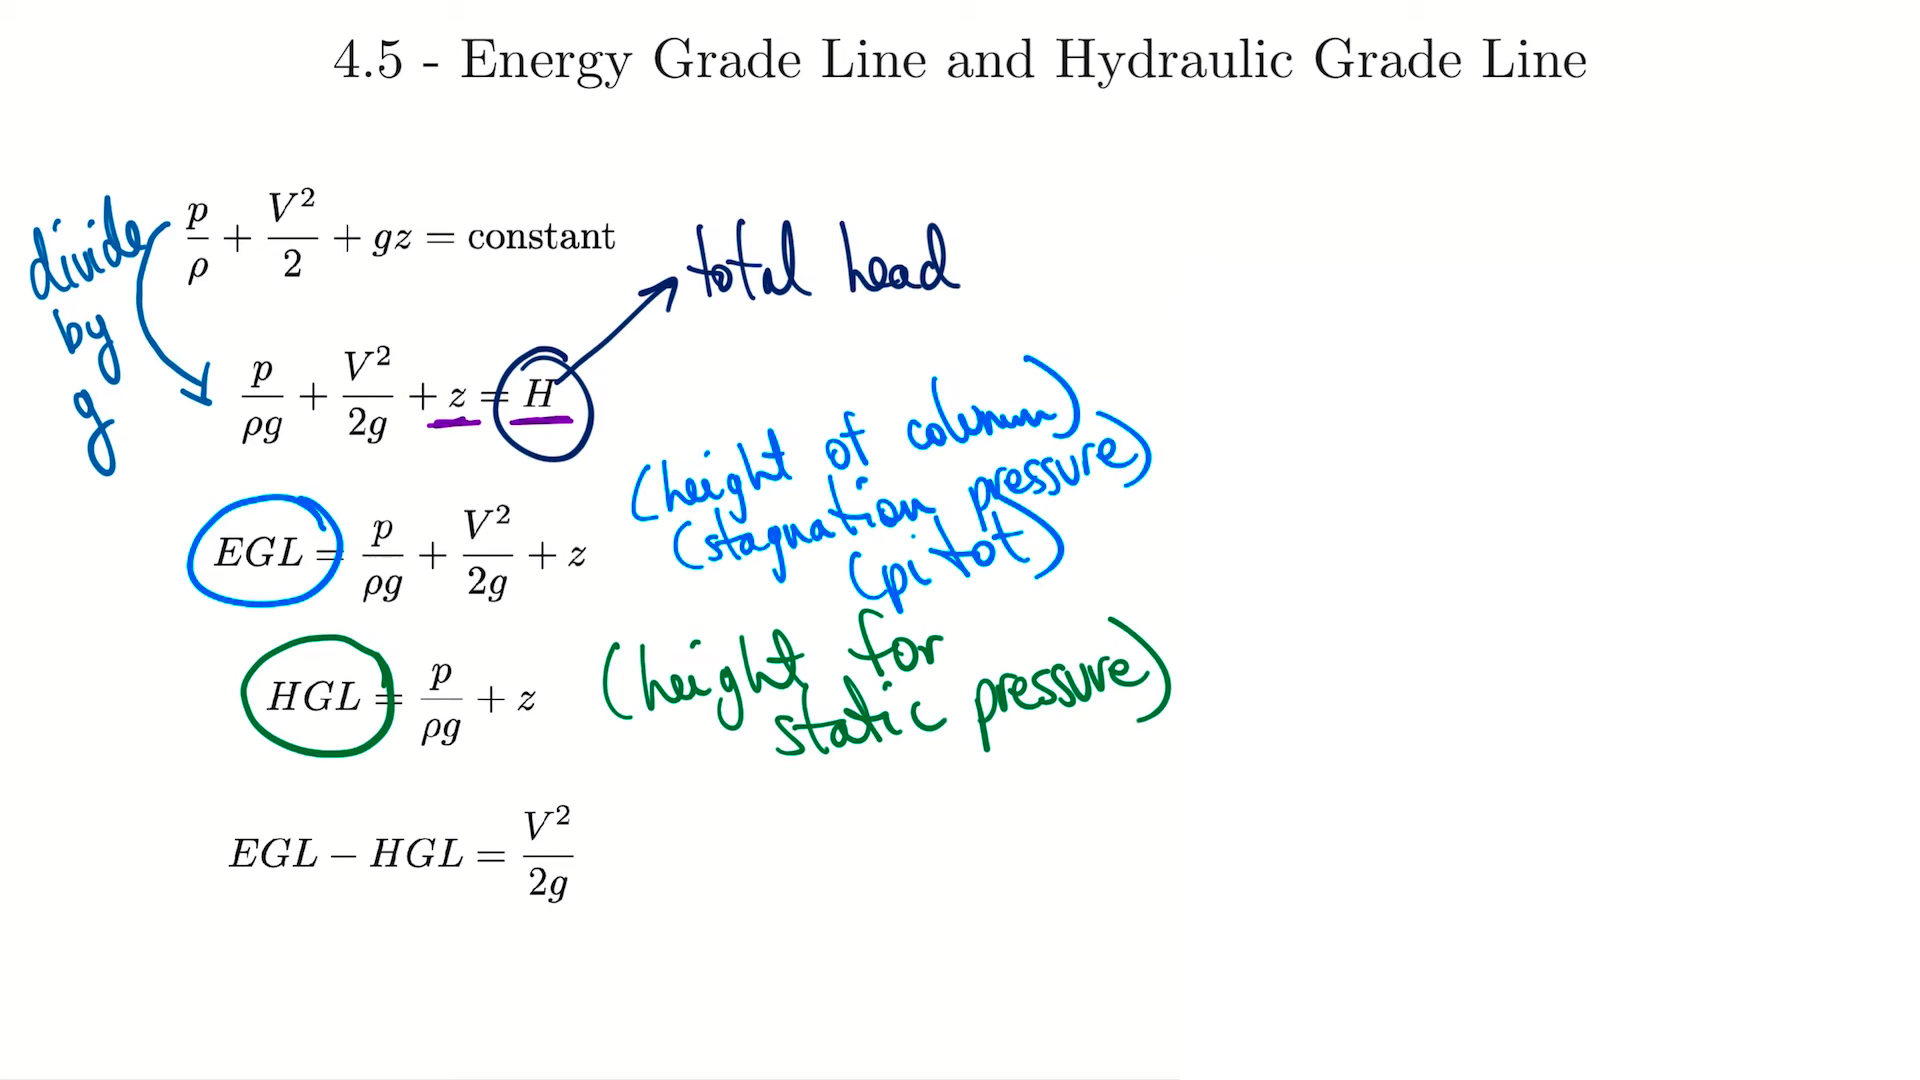 4.5 - Energy Grade Line and Hydraulic Grade Line
divide by g
p/ρ + V²/2 + gz = constant
total head
p/ρg + V²/2g + z = H
EGL = p/ρg + V²/2g + z
(height of column)
(stagnation pressure)
(pitot)
HGL = p/ρg + z
(height for
static pressure)
EGL − HGL = V²/2g